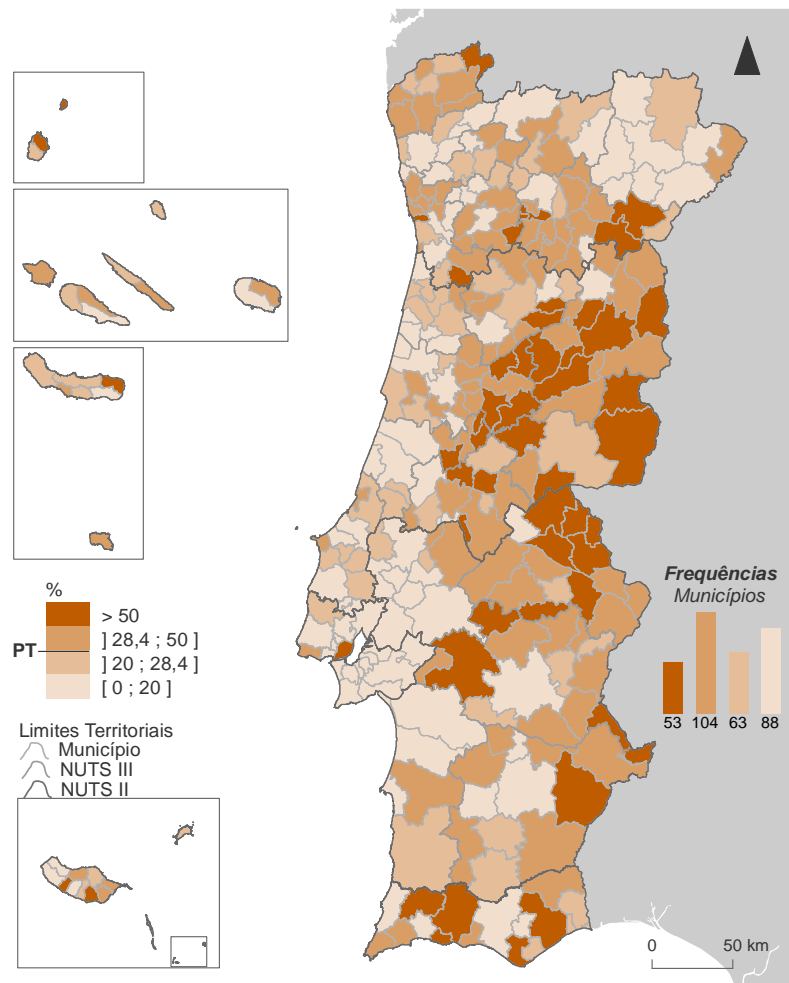 %
> 50
] 28,4 ; 50 ]
PT
] 20 ; 28,4 ]
[ 0 ; 20 ]
Limites Territoriais
Município
NUTS III
NUTS II
Frequências
Municípios
53 104 63 88
0 50 km